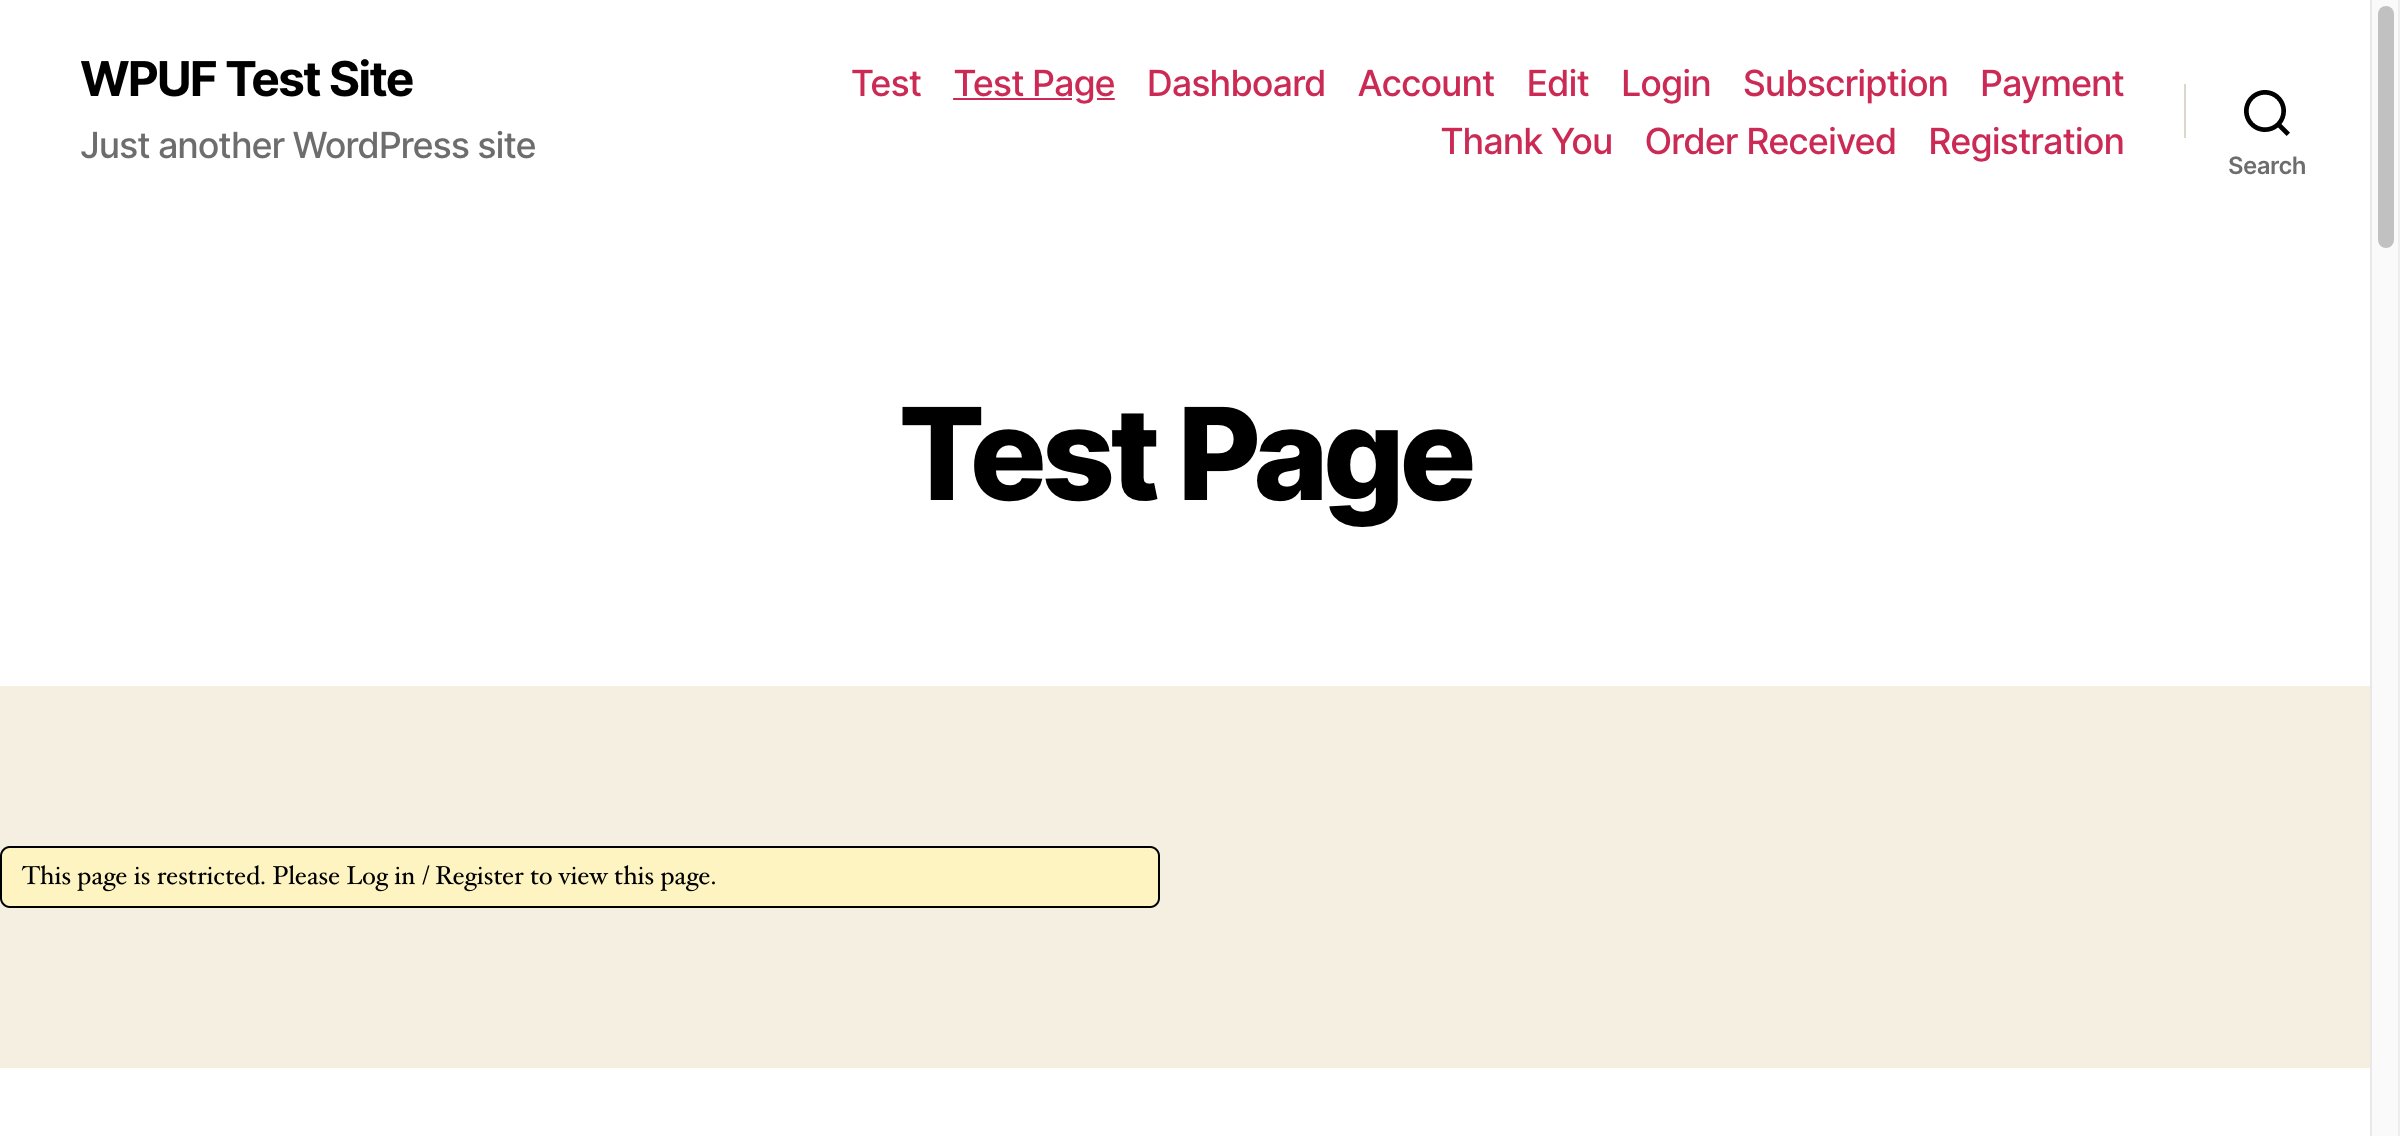 WPUF Test Site
Just another WordPress site
Test Test Page Dashboard Account Edit Login Subscription Payment
Thank You Order Received Registration
Search
Test Page
This page is restricted. Please Log in / Register to view this page.